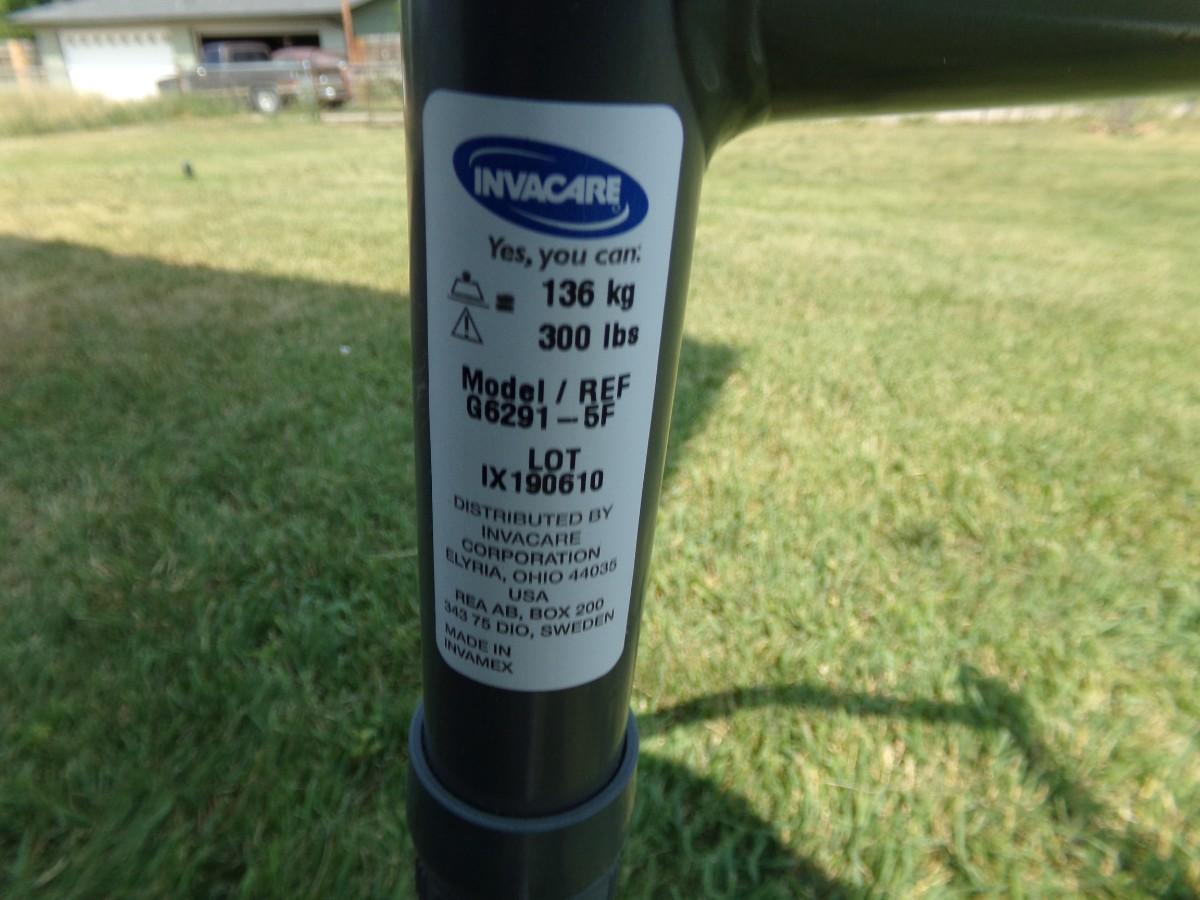 INVACARE
Yes, you can.
= 136 kg
300 lbs
Model / REF
G6291-5F
LOT
IX190610
DISTRIBUTED BY
INVACARE
CORPORATION
ELYRIA, OHIO 44035
USA
REA AB, BOX 200
343 75 DIO, SWEDEN
MADE IN
INVAMEX